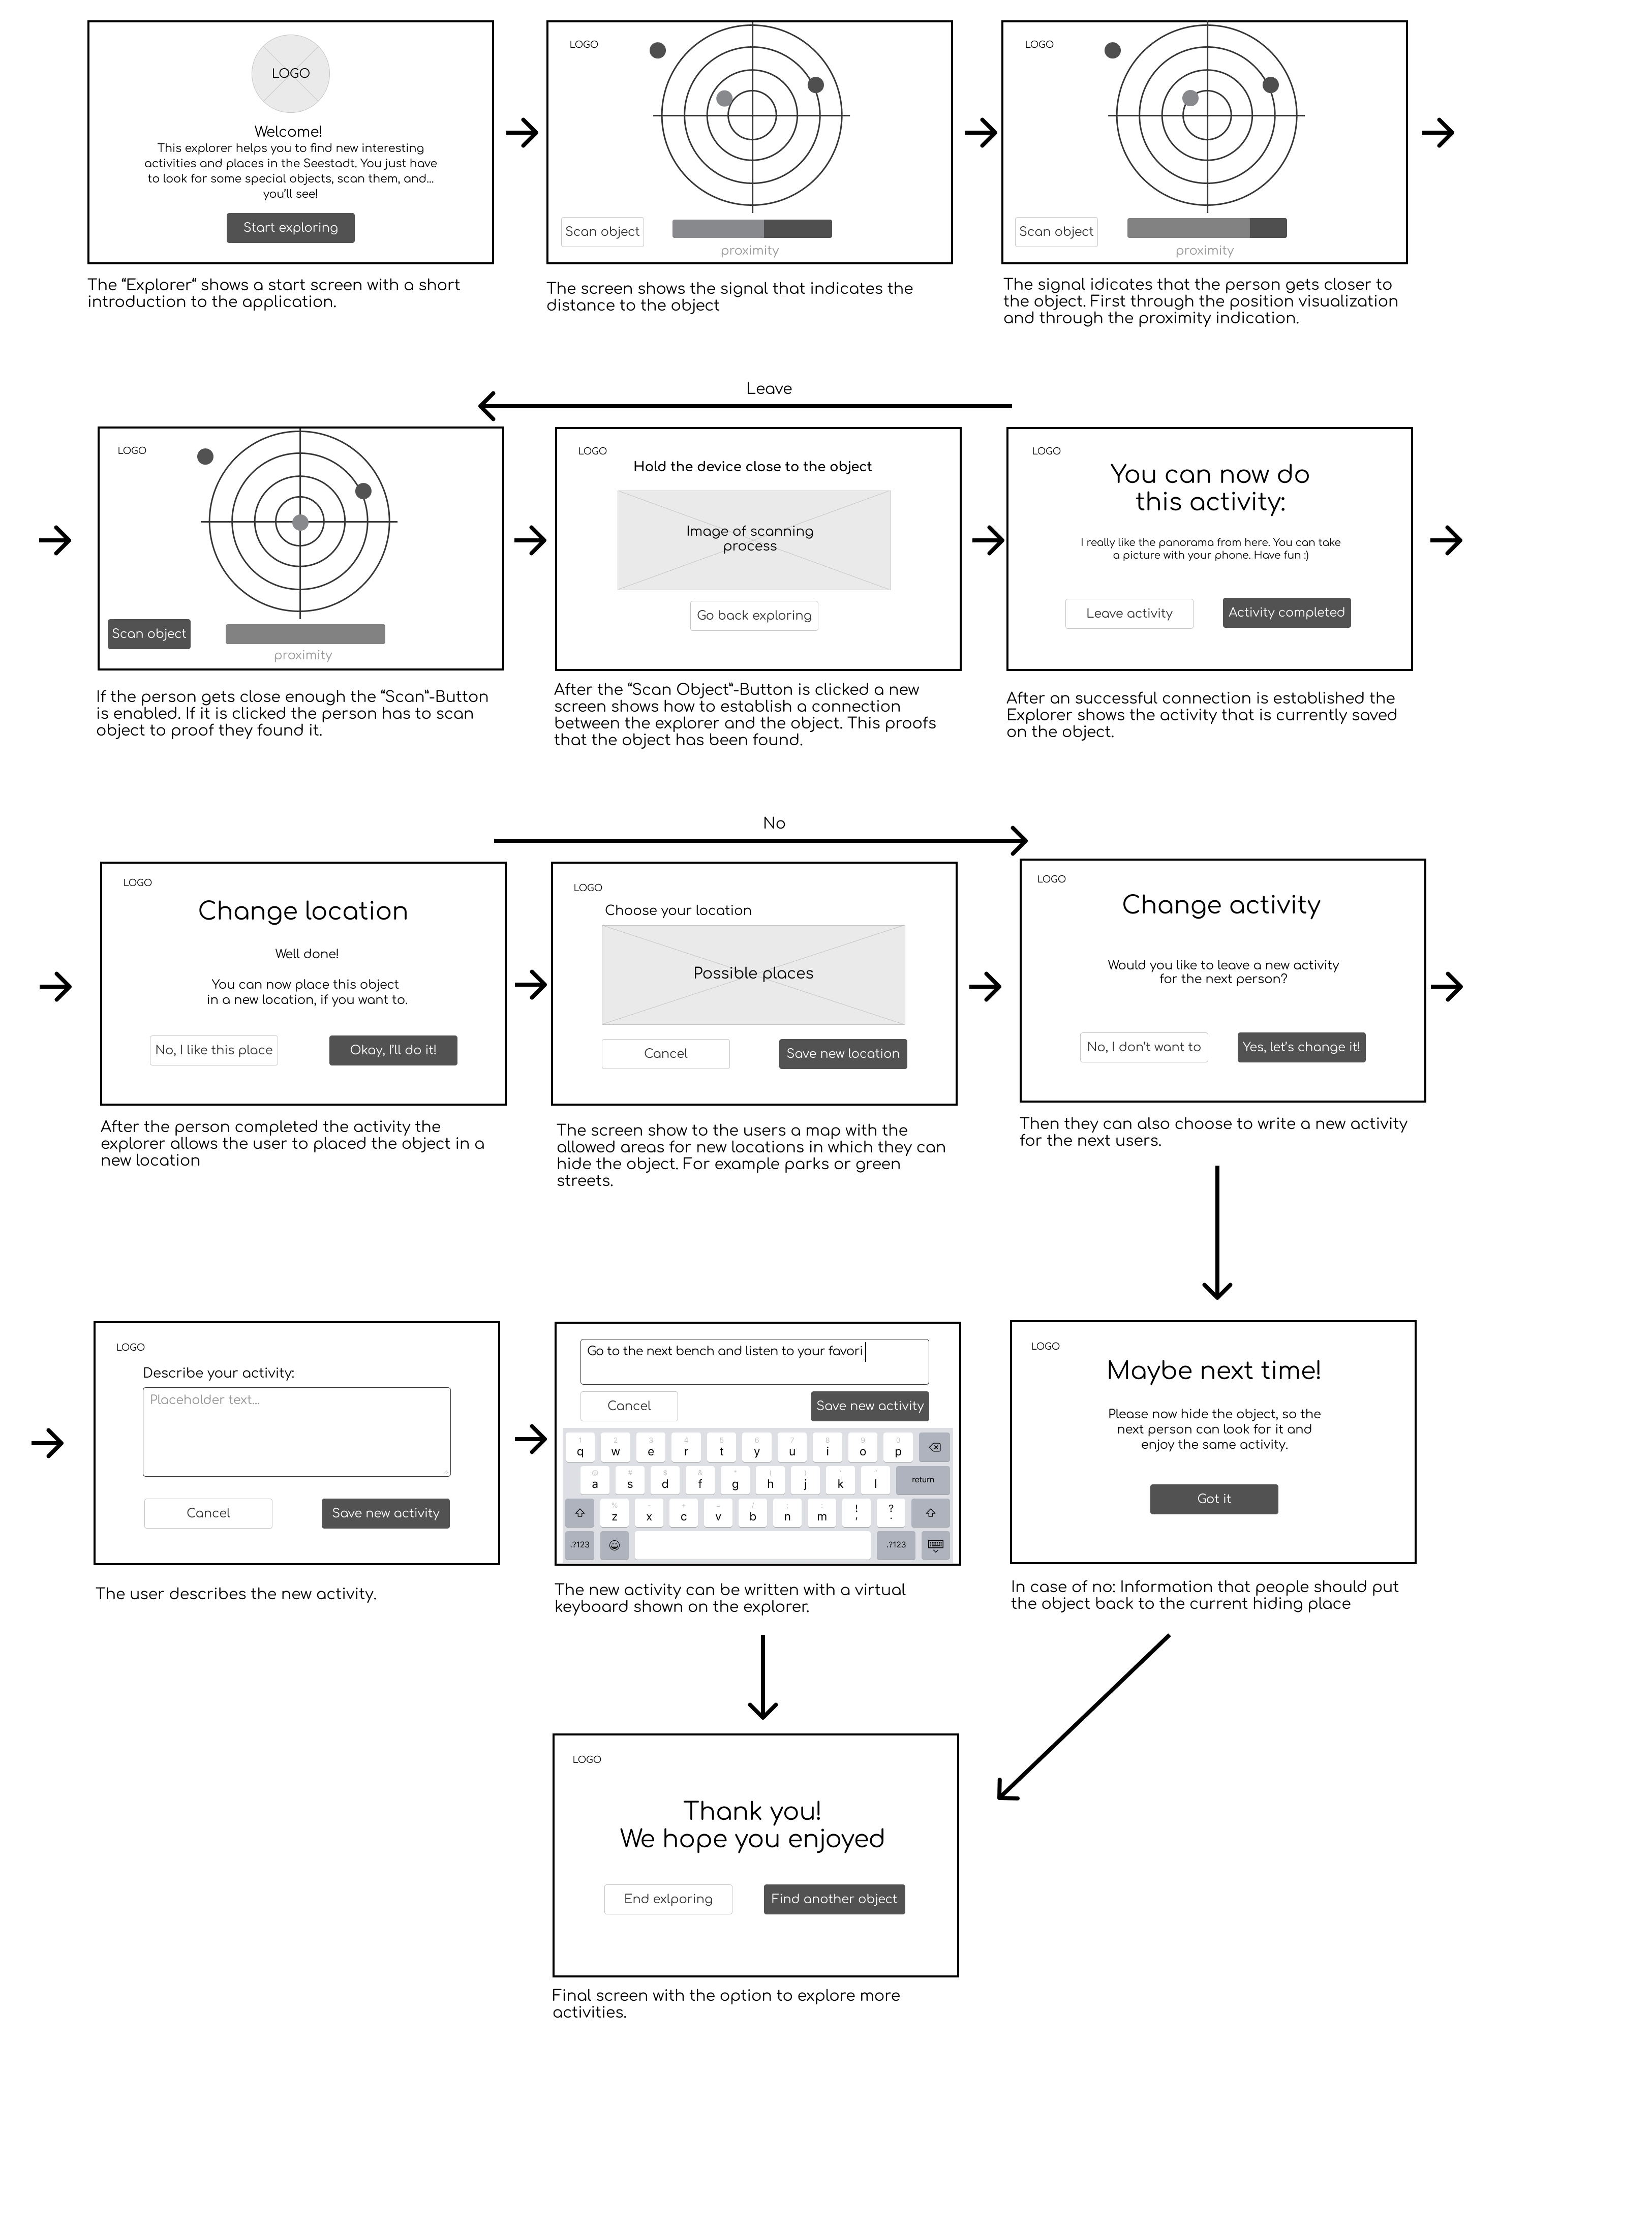 LOGO
Welcome!
This explorer helps you to find new interesting
activities and places in the Seestadt. You just have
to look for some special objects, scan them, and...
you'll see!
Start exploring
The “Explorer“ shows a start screen with a short
introduction to the application.
LOGO
Scan object
proximity
The screen shows the signal that indicates the
distance to the object
LOGO
Scan object
proximity
The signal idicates that the person gets closer to
the object. First through the position visualization
and through the proximity indication.
Leave
LOGO
Scan object
proximity
If the person gets close enough the “Scan”-Button
is enabled. If it is clicked the person has to scan
object to proof they found it.
LOGO
Hold the device close to the object
Image of scanning
process
Go back exploring
After the “Scan Object”-Button is clicked a new
screen shows how to establish a connection
between the explorer and the object. This proofs
that the object has been found.
LOGO
You can now do
this activity:
I really like the panorama from here. You can take
a picture with your phone. Have fun :)
Leave activity
Activity completed
After an successful connection is established the
Explorer shows the activity that is currently saved
on the object.
No
LOGO
Change location
Well done!
You can now place this object
in a new location, if you want to.
No, I like this place
Okay, I'll do it!
After the person completed the activity the
explorer allows the user to placed the object in a
new location
LOGO
Choose your location
Possible places
Cancel
Save new location
The screen show to the users a map with the
allowed areas for new locations in which they can
hide the object. For example parks or green
streets.
LOGO
Change activity
Would you like to leave a new activity
for the next person?
No, I don't want to
Yes, let's change it!
Then they can also choose to write a new activity
for the next users.
LOGO
Describe your activity:
Placeholder text...
Cancel
Save new activity
The user describes the new activity.
Go to the next bench and listen to your favori
Cancel
Save new activity
1 2 3 4 5 6 7 8 9 0
q w e r t y u i o p
@ # $ & * ( ) ' "
a s d f g h j k l return
% - + = / ; : ! ?
z x c v b n m , .
.?123 .?123
The new activity can be written with a virtual
keyboard shown on the explorer.
LOGO
Maybe next time!
Please now hide the object, so the
next person can look for it and
enjoy the same activity.
Got it
In case of no: Information that people should put
the object back to the current hiding place
LOGO
Thank you!
We hope you enjoyed
End exlporing
Find another object
Final screen with the option to explore more
activities.